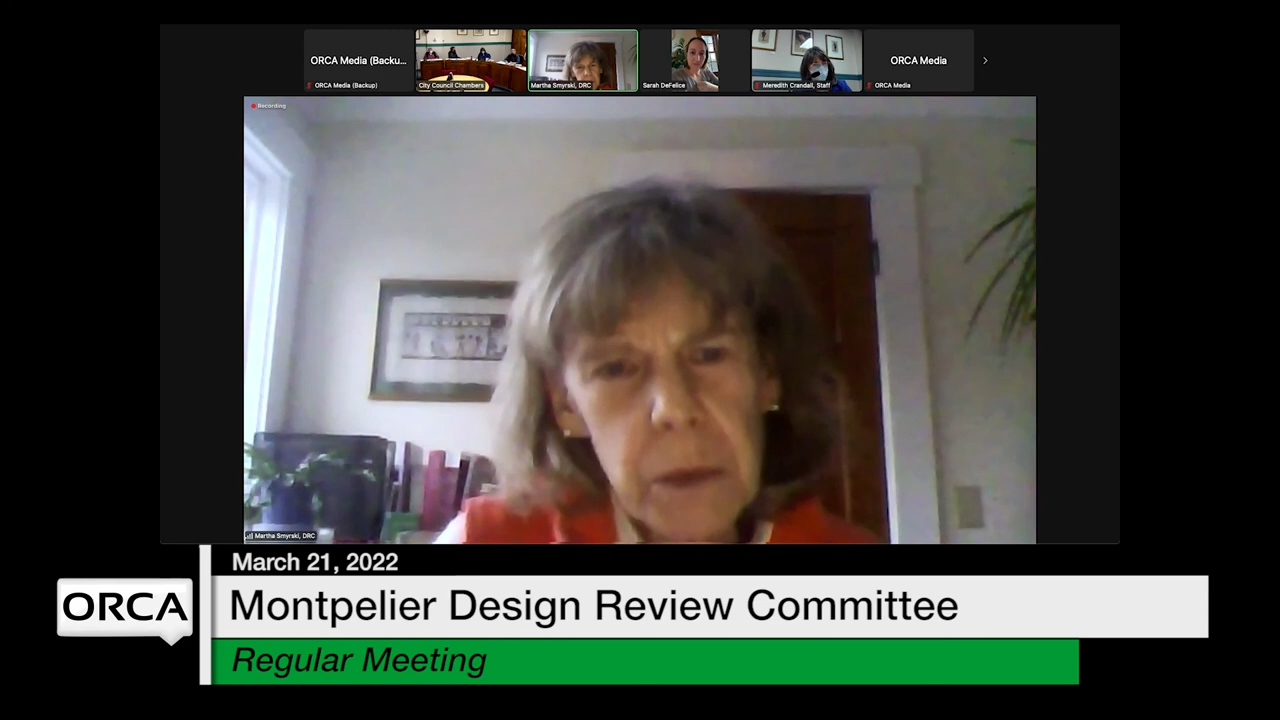 ORCA Media (Backu...
ORCA Media
ORCA Media (Backup)
City Council Chambers
Martha Smyrski, DRC
Sarah DeFelice
Meredith Crandall, Staff
ORCA Media
Recording
Martha Smyrski, DRC
March 21, 2022
ORCA
Montpelier Design Review Committee
Regular Meeting